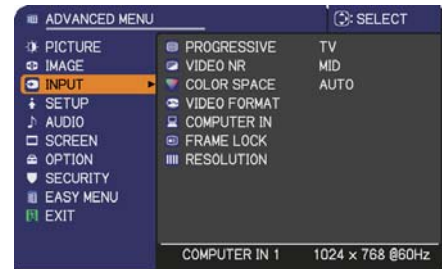 ADVANCED MENU : SELECT
PICTURE
IMAGE
INPUT
SETUP
AUDIO
SCREEN
OPTION
SECURITY
EASY MENU
EXIT
PROGRESSIVE TV
VIDEO NR MID
COLOR SPACE AUTO
VIDEO FORMAT
COMPUTER IN
FRAME LOCK
RESOLUTION
COMPUTER IN 1 1024 x 768 @60Hz